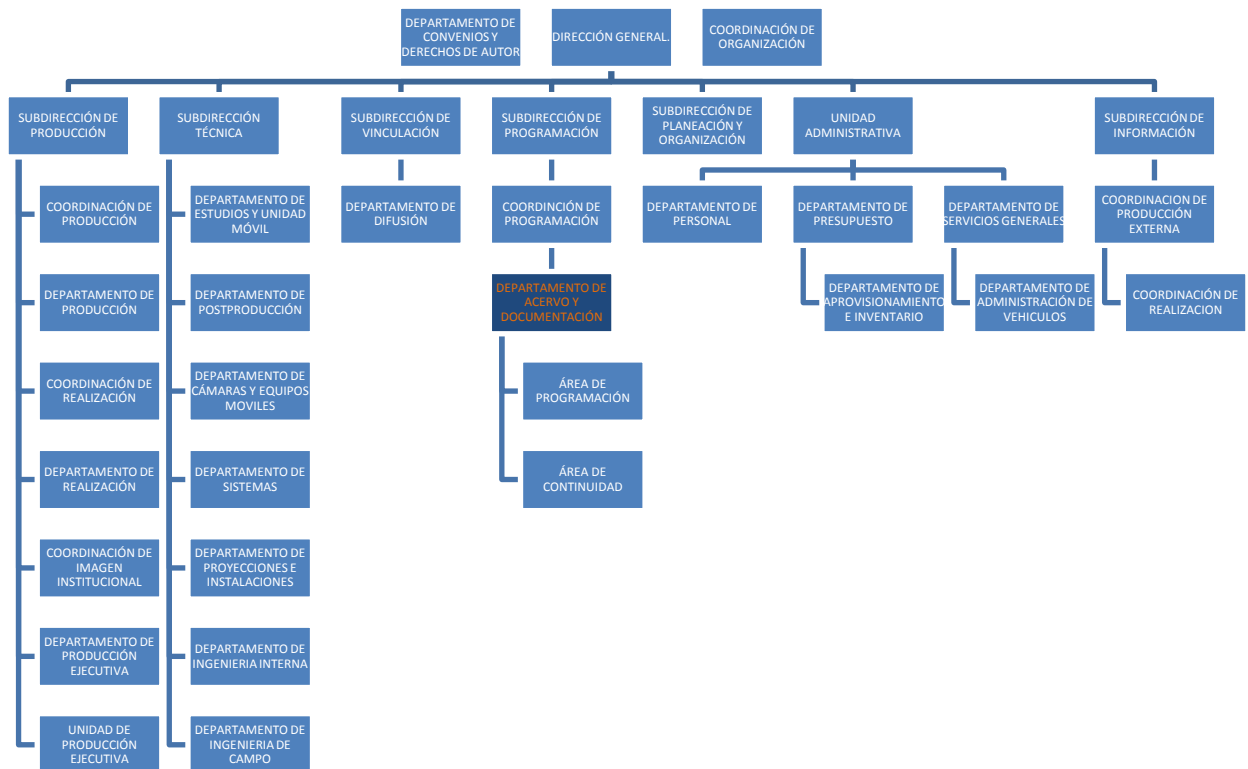 DEPARTAMENTO DE
CONVENIOS Y
DERECHOS DE AUTOR
DIRECCIÓN GENERAL.
COORDINACIÓN DE
ORGANIZACIÓN
SUBDIRECCIÓN DE
PRODUCCIÓN
SUBDIRECCIÓN
TÉCNICA
SUBDIRECCIÓN DE
VINCULACIÓN
SUBDIRECCIÓN DE
PROGRAMACIÓN
SUBDIRECCIÓN DE
PLANEACIÓN Y
ORGANIZACIÓN
UNIDAD
ADMINISTRATIVA
SUBDIRECCIÓN DE
INFORMACIÓN
COORDINACIÓN DE
PRODUCCIÓN
DEPARTAMENTO DE
ESTUDIOS Y UNIDAD
MÓVIL
DEPARTAMENTO DE
DIFUSIÓN
COORDINCIÓN DE
PROGRAMACIÓN
DEPARTAMENTO DE
PERSONAL
DEPARTAMENTO DE
PRESUPUESTO
DEPARTAMENTO DE
SERVICIOS GENERALES
COORDINACION DE
PRODUCCIÓN
EXTERNA
DEPARTAMENTO DE
PRODUCCIÓN
DEPARTAMENTO DE
POSTPRODUCCIÓN
DEPARTAMENTO DE
ACERVO Y
DOCUMENTACIÓN
DEPARTAMENTO DE
APROVISIONAMIENTO
E INVENTARIO
DEPARTAMENTO DE
ADMINISTRACIÓN DE
VEHICULOS
COORDINACIÓN DE
REALIZACION
COORDINACIÓN DE
REALIZACIÓN
DEPARTAMENTO DE
CÁMARAS Y EQUIPOS
MOVILES
ÁREA DE
PROGRAMACIÓN
DEPARTAMENTO DE
REALIZACIÓN
DEPARTAMENTO DE
SISTEMAS
ÁREA DE
CONTINUIDAD
COORDINACIÓN DE
IMAGEN
INSTITUCIONAL
DEPARTAMENTO DE
PROYECCIONES E
INSTALACIONES
DEPARTAMENTO DE
PRODUCCIÓN
EJECUTIVA
DEPARTAMENTO DE
INGENIERIA INTERNA
UNIDAD DE
PRODUCCIÓN
EJECUTIVA
DEPARTAMENTO DE
INGENIERIA DE
CAMPO